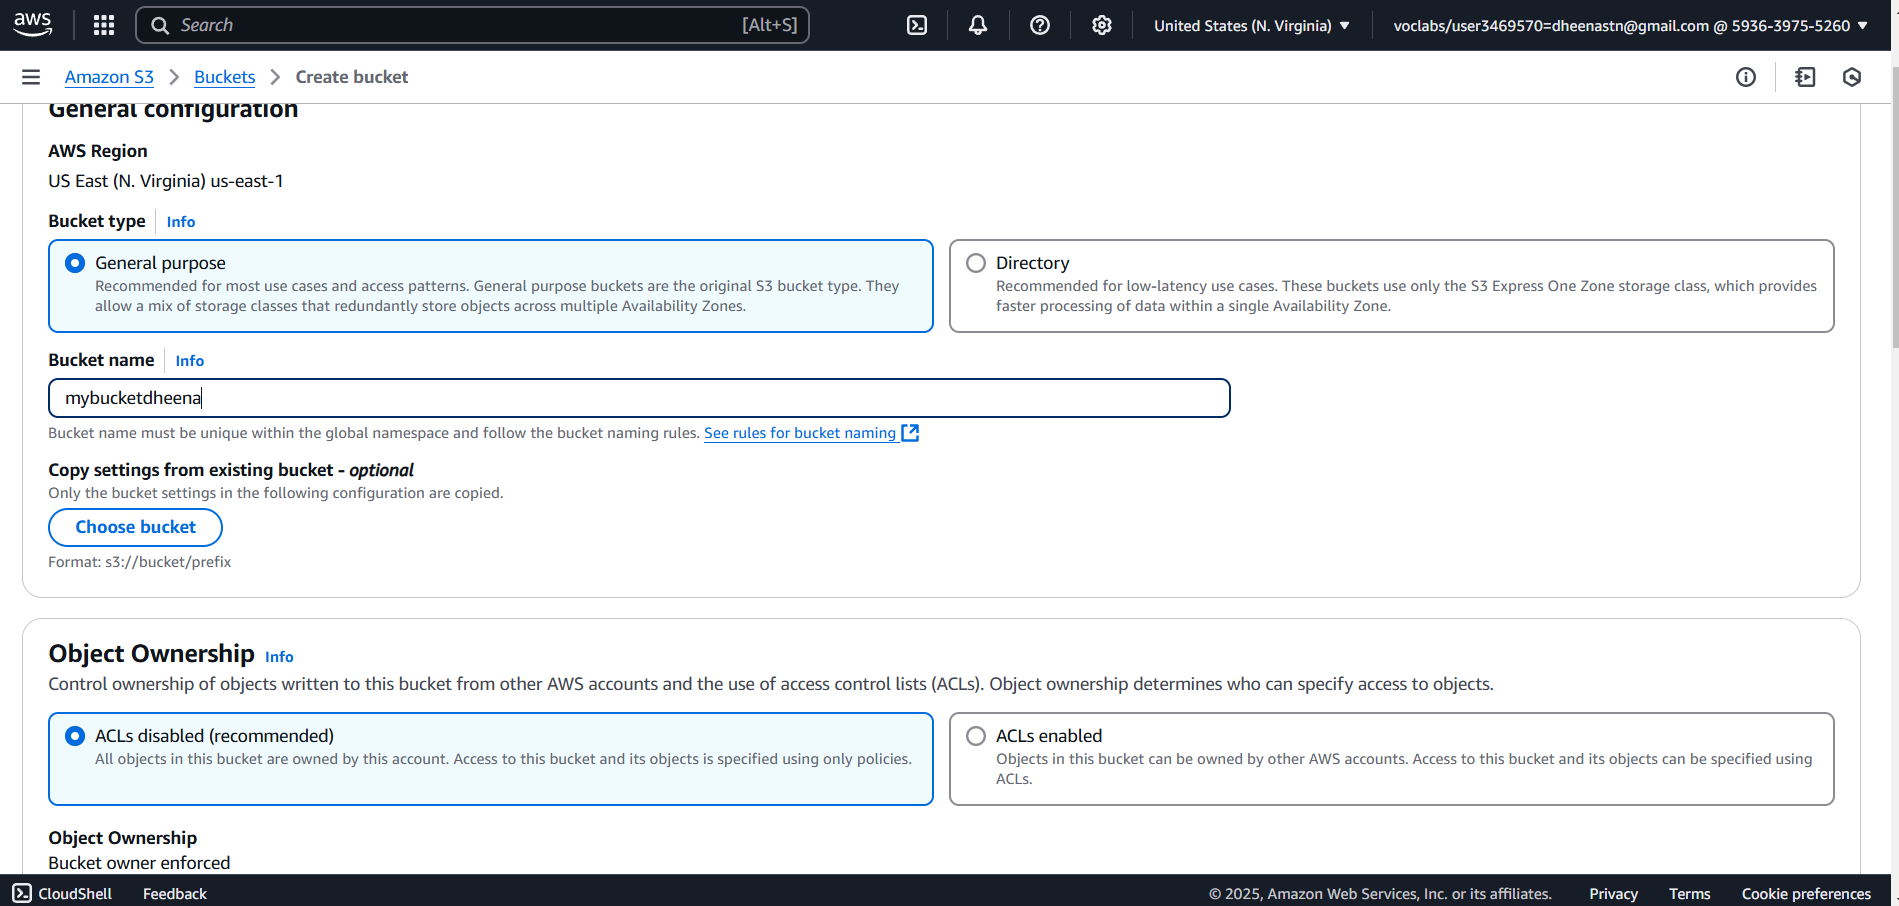 aws
Search [Alt+S]
United States (N. Virginia)
voclabs/user3469570=dheenastn@gmail.com @ 5936-3975-5260
Amazon S3 > Buckets > Create bucket
General configuration
AWS Region
US East (N. Virginia) us-east-1
Bucket type Info
General purpose
Recommended for most use cases and access patterns. General purpose buckets are the original S3 bucket type. They
allow a mix of storage classes that redundantly store objects across multiple Availability Zones.
Directory
Recommended for low-latency use cases. These buckets use only the S3 Express One Zone storage class, which provides
faster processing of data within a single Availability Zone.
Bucket name Info
mybucketdheena
Bucket name must be unique within the global namespace and follow the bucket naming rules. See rules for bucket naming
Copy settings from existing bucket - optional
Only the bucket settings in the following configuration are copied.
Choose bucket
Format: s3://bucket/prefix
Object Ownership Info
Control ownership of objects written to this bucket from other AWS accounts and the use of access control lists (ACLs). Object ownership determines who can specify access to objects.
ACLs disabled (recommended)
All objects in this bucket are owned by this account. Access to this bucket and its objects is specified using only policies.
ACLs enabled
Objects in this bucket can be owned by other AWS accounts. Access to this bucket and its objects can be specified using
ACLs.
Object Ownership
Bucket owner enforced
CloudShell Feedback
© 2025, Amazon Web Services, Inc. or its affiliates. Privacy Terms Cookie preferences